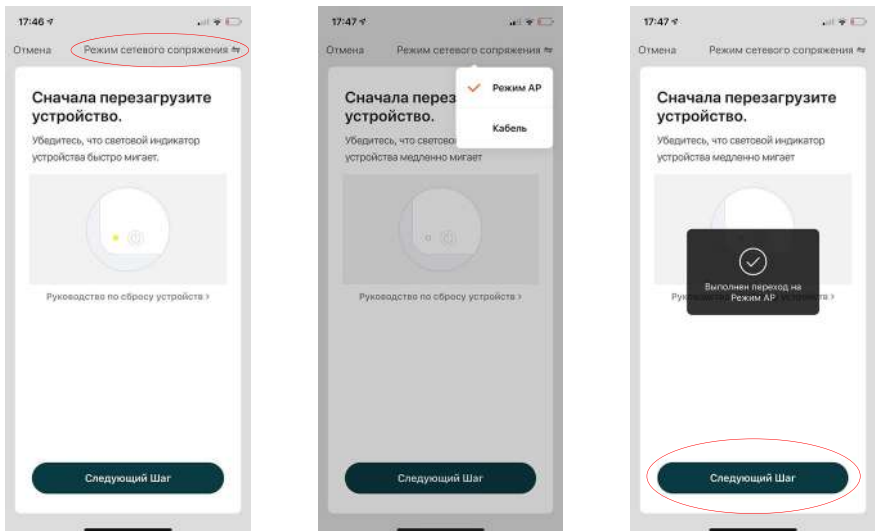 17:46
Отмена
Режим сетевого сопряжения
Сначала перезагрузите
устройство.
Убедитесь, что световой индикатор
устройства быстро мигает.
Руководство по сбросу устройств >
Следующий Шаг
17:47
Отмена
Режим сетевого сопряжения
Режим AP
Кабель
Сначала перез
устройство.
Убедитесь, что светово
устройства медленно мигает
Руководство по сбросу устройств >
Следующий Шаг
17:47
Отмена
Режим сетевого сопряжения
Сначала перезагрузите
устройство.
Убедитесь, что световой индикатор
устройства медленно мигает
Выполнен переход на
Режим AP
Следующий Шаг